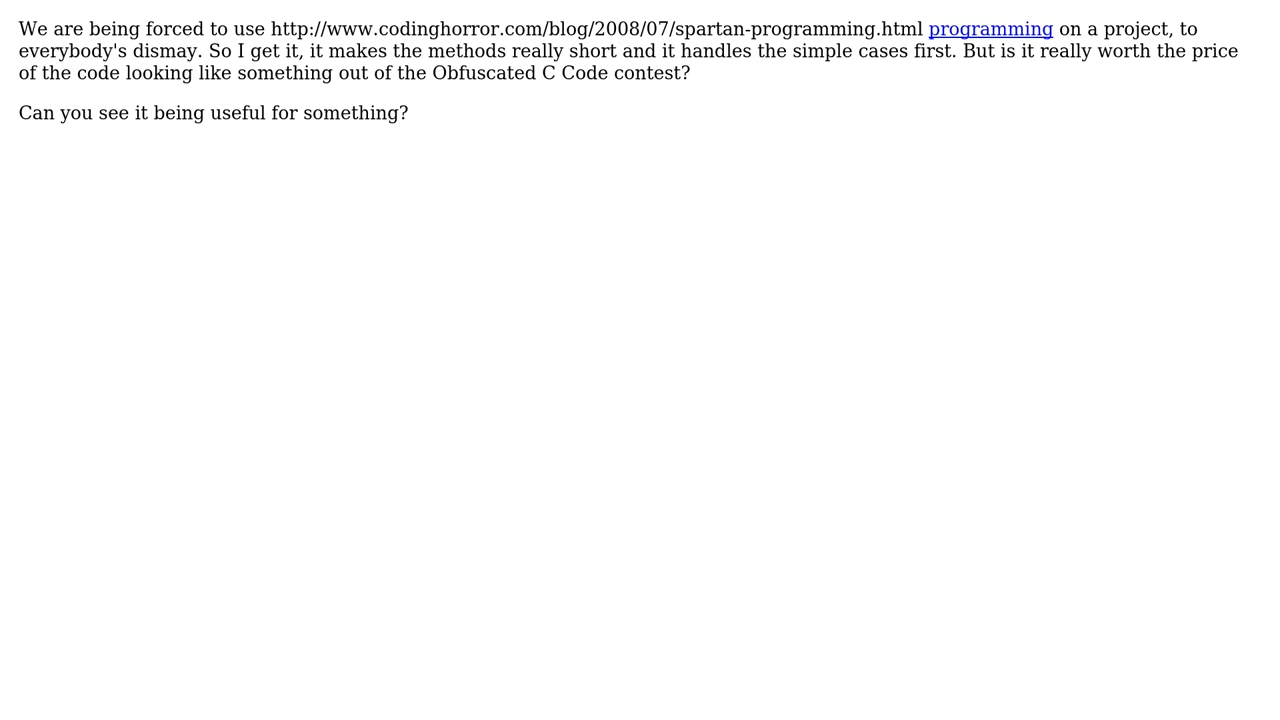 We are being forced to use http://www.codinghorror.com/blog/2008/07/spartan-programming.html programming on a project, to
everybody's dismay. So I get it, it makes the methods really short and it handles the simple cases first. But is it really worth the price
of the code looking like something out of the Obfuscated C Code contest?
Can you see it being useful for something?